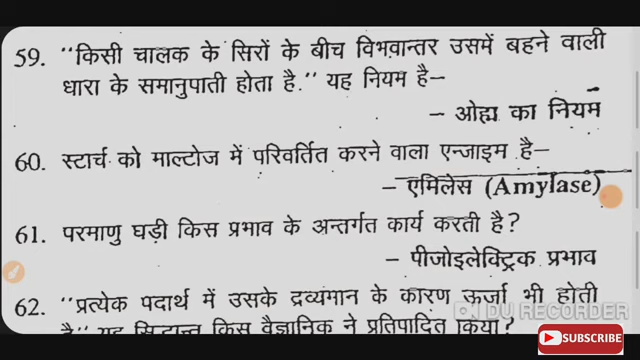 59. "किसी चालक के सिरों के बीच विभवान्तर उसमें बहने वाली
धारा के समानुपाती होता है." यह नियम है–
– ओह्म का नियम
60. स्टार्च को माल्टोज में परिवर्तित करने वाला एन्जाइम है–
– एमिलेस (Amylase)
61. परमाणु घड़ी किस प्रभाव के अन्तर्गत कार्य करती है?
– पीजोइलेक्ट्रिक प्रभाव
62. "प्रत्येक पदार्थ में उसके द्रव्यमान के कारण ऊर्जा भी होती
है" यह सिद्धान्त किस वैज्ञानिक ने प्रतिपादित किया?
DU RECORDER
SUBSCRIBE